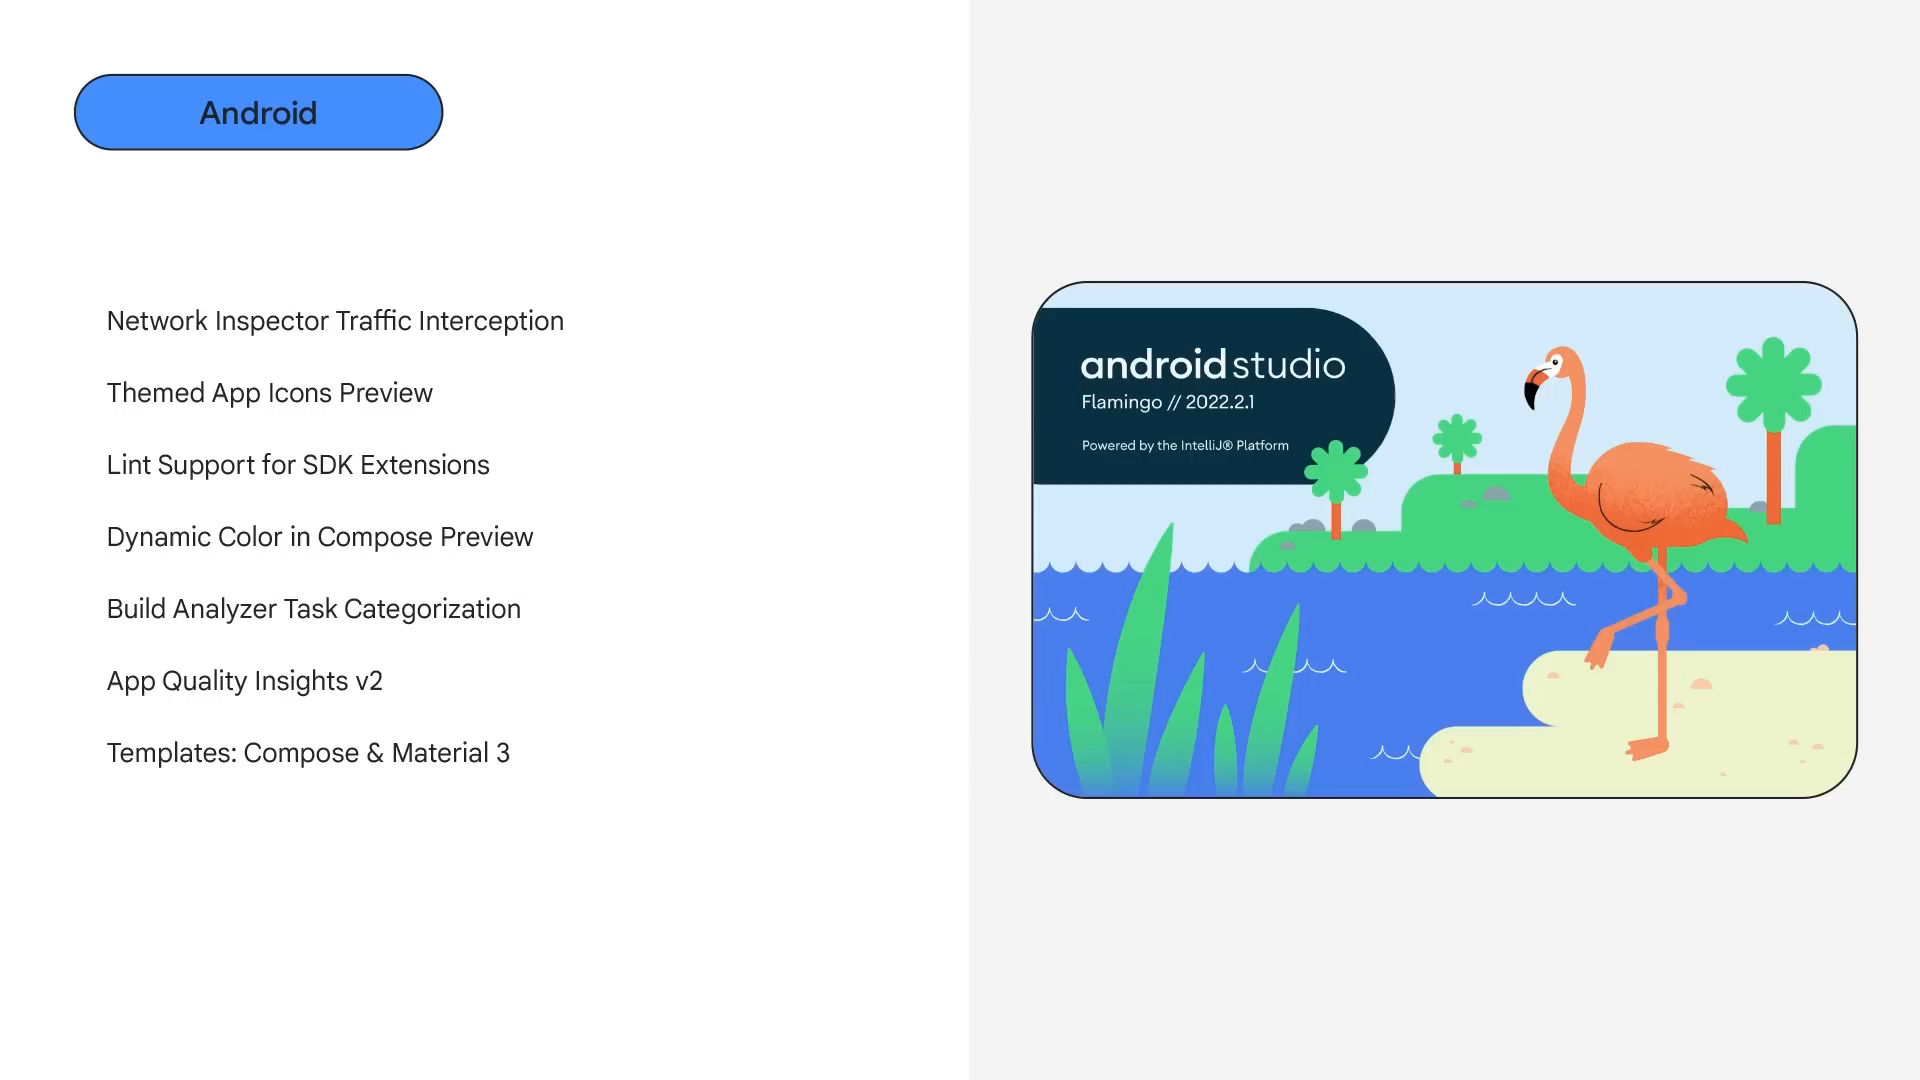 Android
Network Inspector Traffic Interception
Themed App Icons Preview
Lint Support for SDK Extensions
Dynamic Color in Compose Preview
Build Analyzer Task Categorization
App Quality Insights v2
Templates: Compose & Material 3
android studio
Flamingo // 2022.2.1
Powered by the IntelliJ® Platform